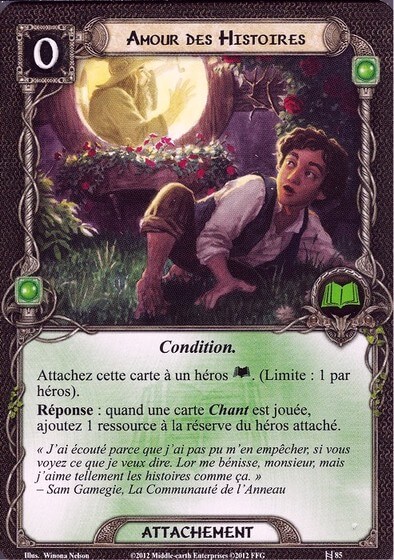 0
AMOUR DES HISTOIRES
Condition.
Attachez cette carte à un héros . (Limite : 1 par
héros).
Réponse : quand une carte Chant est jouée,
ajoutez 1 ressource à la réserve du héros attaché.
« J'ai écouté parce que j'ai pas pu m'en empêcher, si vous
voyez ce que je veux dire. Lor me bénisse, monsieur, mais
j'aime tellement les histoires comme ça. »
– Sam Gamegie, La Communauté de l'Anneau
ATTACHEMENT
Illus. Winona Nelson ©2012 Middle-earth Enterprises ©2012 FFG 85